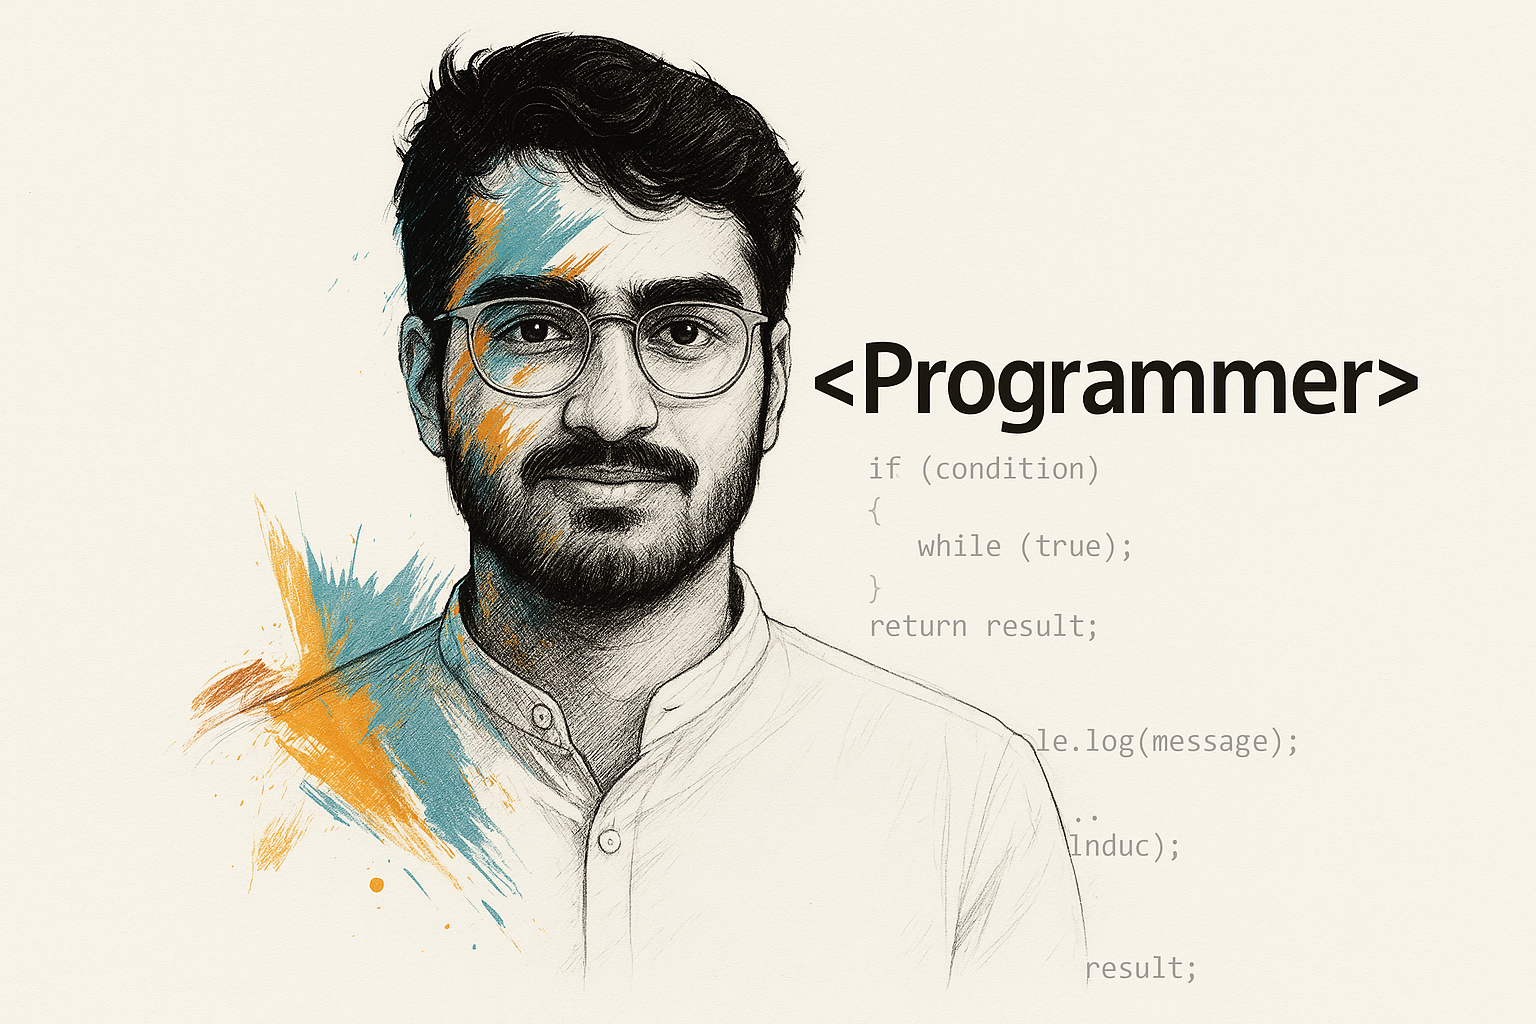 <Programmer>
if (condition)
{
while (true);
}
return result;
le.log(message);
..
lnduc);
result;